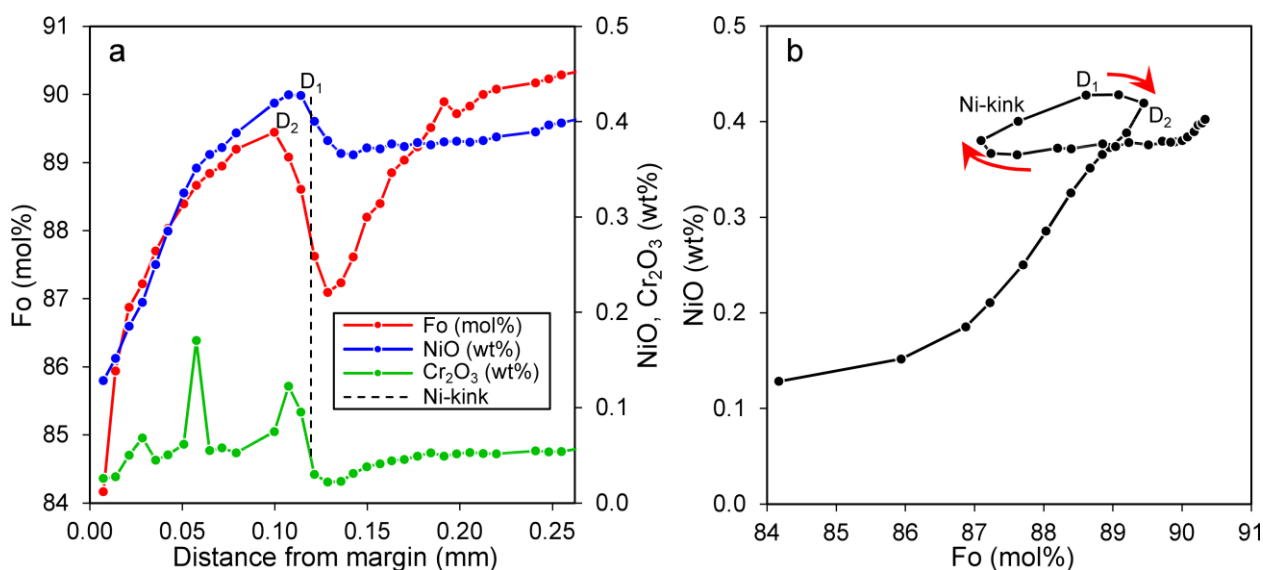 a
91
90
89
88
87
86
85
84
Fo (mol%)
0.00
0.05
0.10
0.15
0.20
0.25
Distance from margin (mm)
0.5
0.4
0.3
0.2
0.1
0.0
NiO, Cr₂O₃ (wt%)
D₁
D₂
Fo (mol%)
NiO (wt%)
Cr₂O₃ (wt%)
Ni-kink
b
0.5
0.4
0.3
0.2
0.1
0.0
NiO (wt%)
D₁
D₂
Ni-kink
84
85
86
87
88
89
90
91
Fo (mol%)